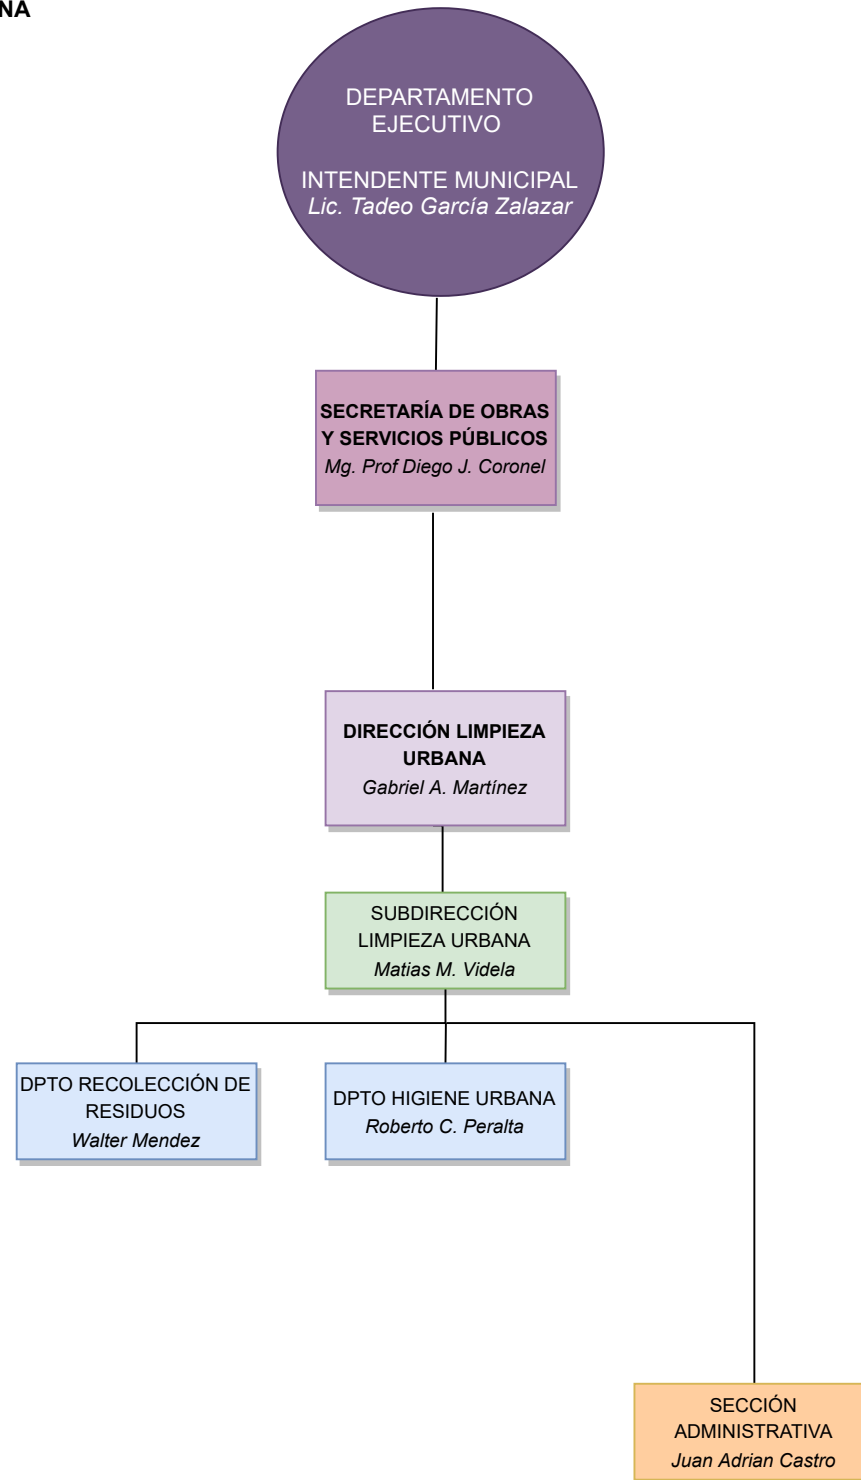 NA
DEPARTAMENTO
EJECUTIVO
INTENDENTE MUNICIPAL
Lic. Tadeo García Zalazar
SECRETARÍA DE OBRAS
Y SERVICIOS PÚBLICOS
Mg. Prof Diego J. Coronel
DIRECCIÓN LIMPIEZA
URBANA
Gabriel A. Martínez
SUBDIRECCIÓN
LIMPIEZA URBANA
Matias M. Videla
DPTO RECOLECCIÓN DE
RESIDUOS
Walter Mendez
DPTO HIGIENE URBANA
Roberto C. Peralta
SECCIÓN
ADMINISTRATIVA
Juan Adrian Castro